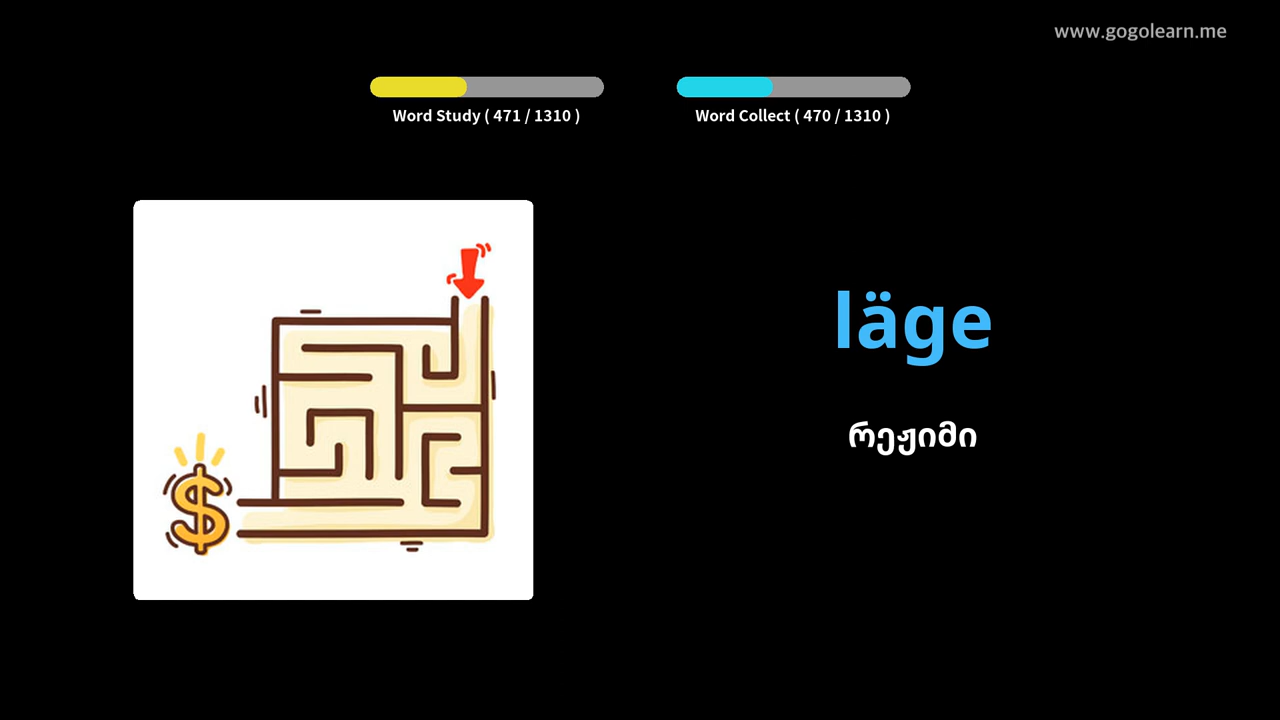 www.gogolearn.me
Word Study ( 471 / 1310 )
Word Collect ( 470 / 1310 )
läge
რეჟიმი
$